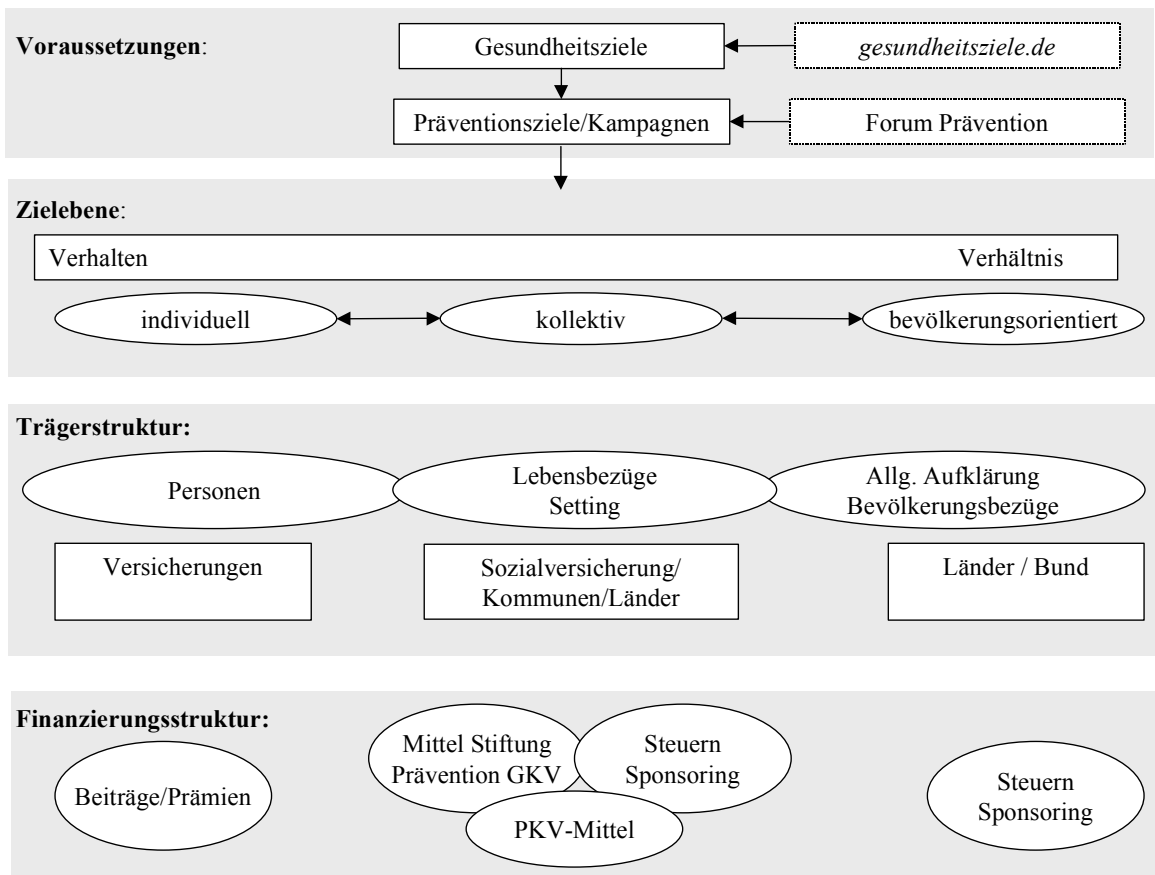 Voraussetzungen:
Gesundheitsziele
gesundheitsziele.de
Präventionsziele/Kampagnen
Forum Prävention
Zielebene:
Verhalten
Verhältnis
individuell
kollektiv
bevölkerungsorientiert
Trägerstruktur:
Personen
Lebensbezüge
Setting
Allg. Aufklärung
Bevölkerungsbezüge
Versicherungen
Sozialversicherung/
Kommunen/Länder
Länder / Bund
Finanzierungsstruktur:
Beiträge/Prämien
Mittel Stiftung
Prävention GKV
Steuern
Sponsoring
PKV-Mittel
Steuern
Sponsoring